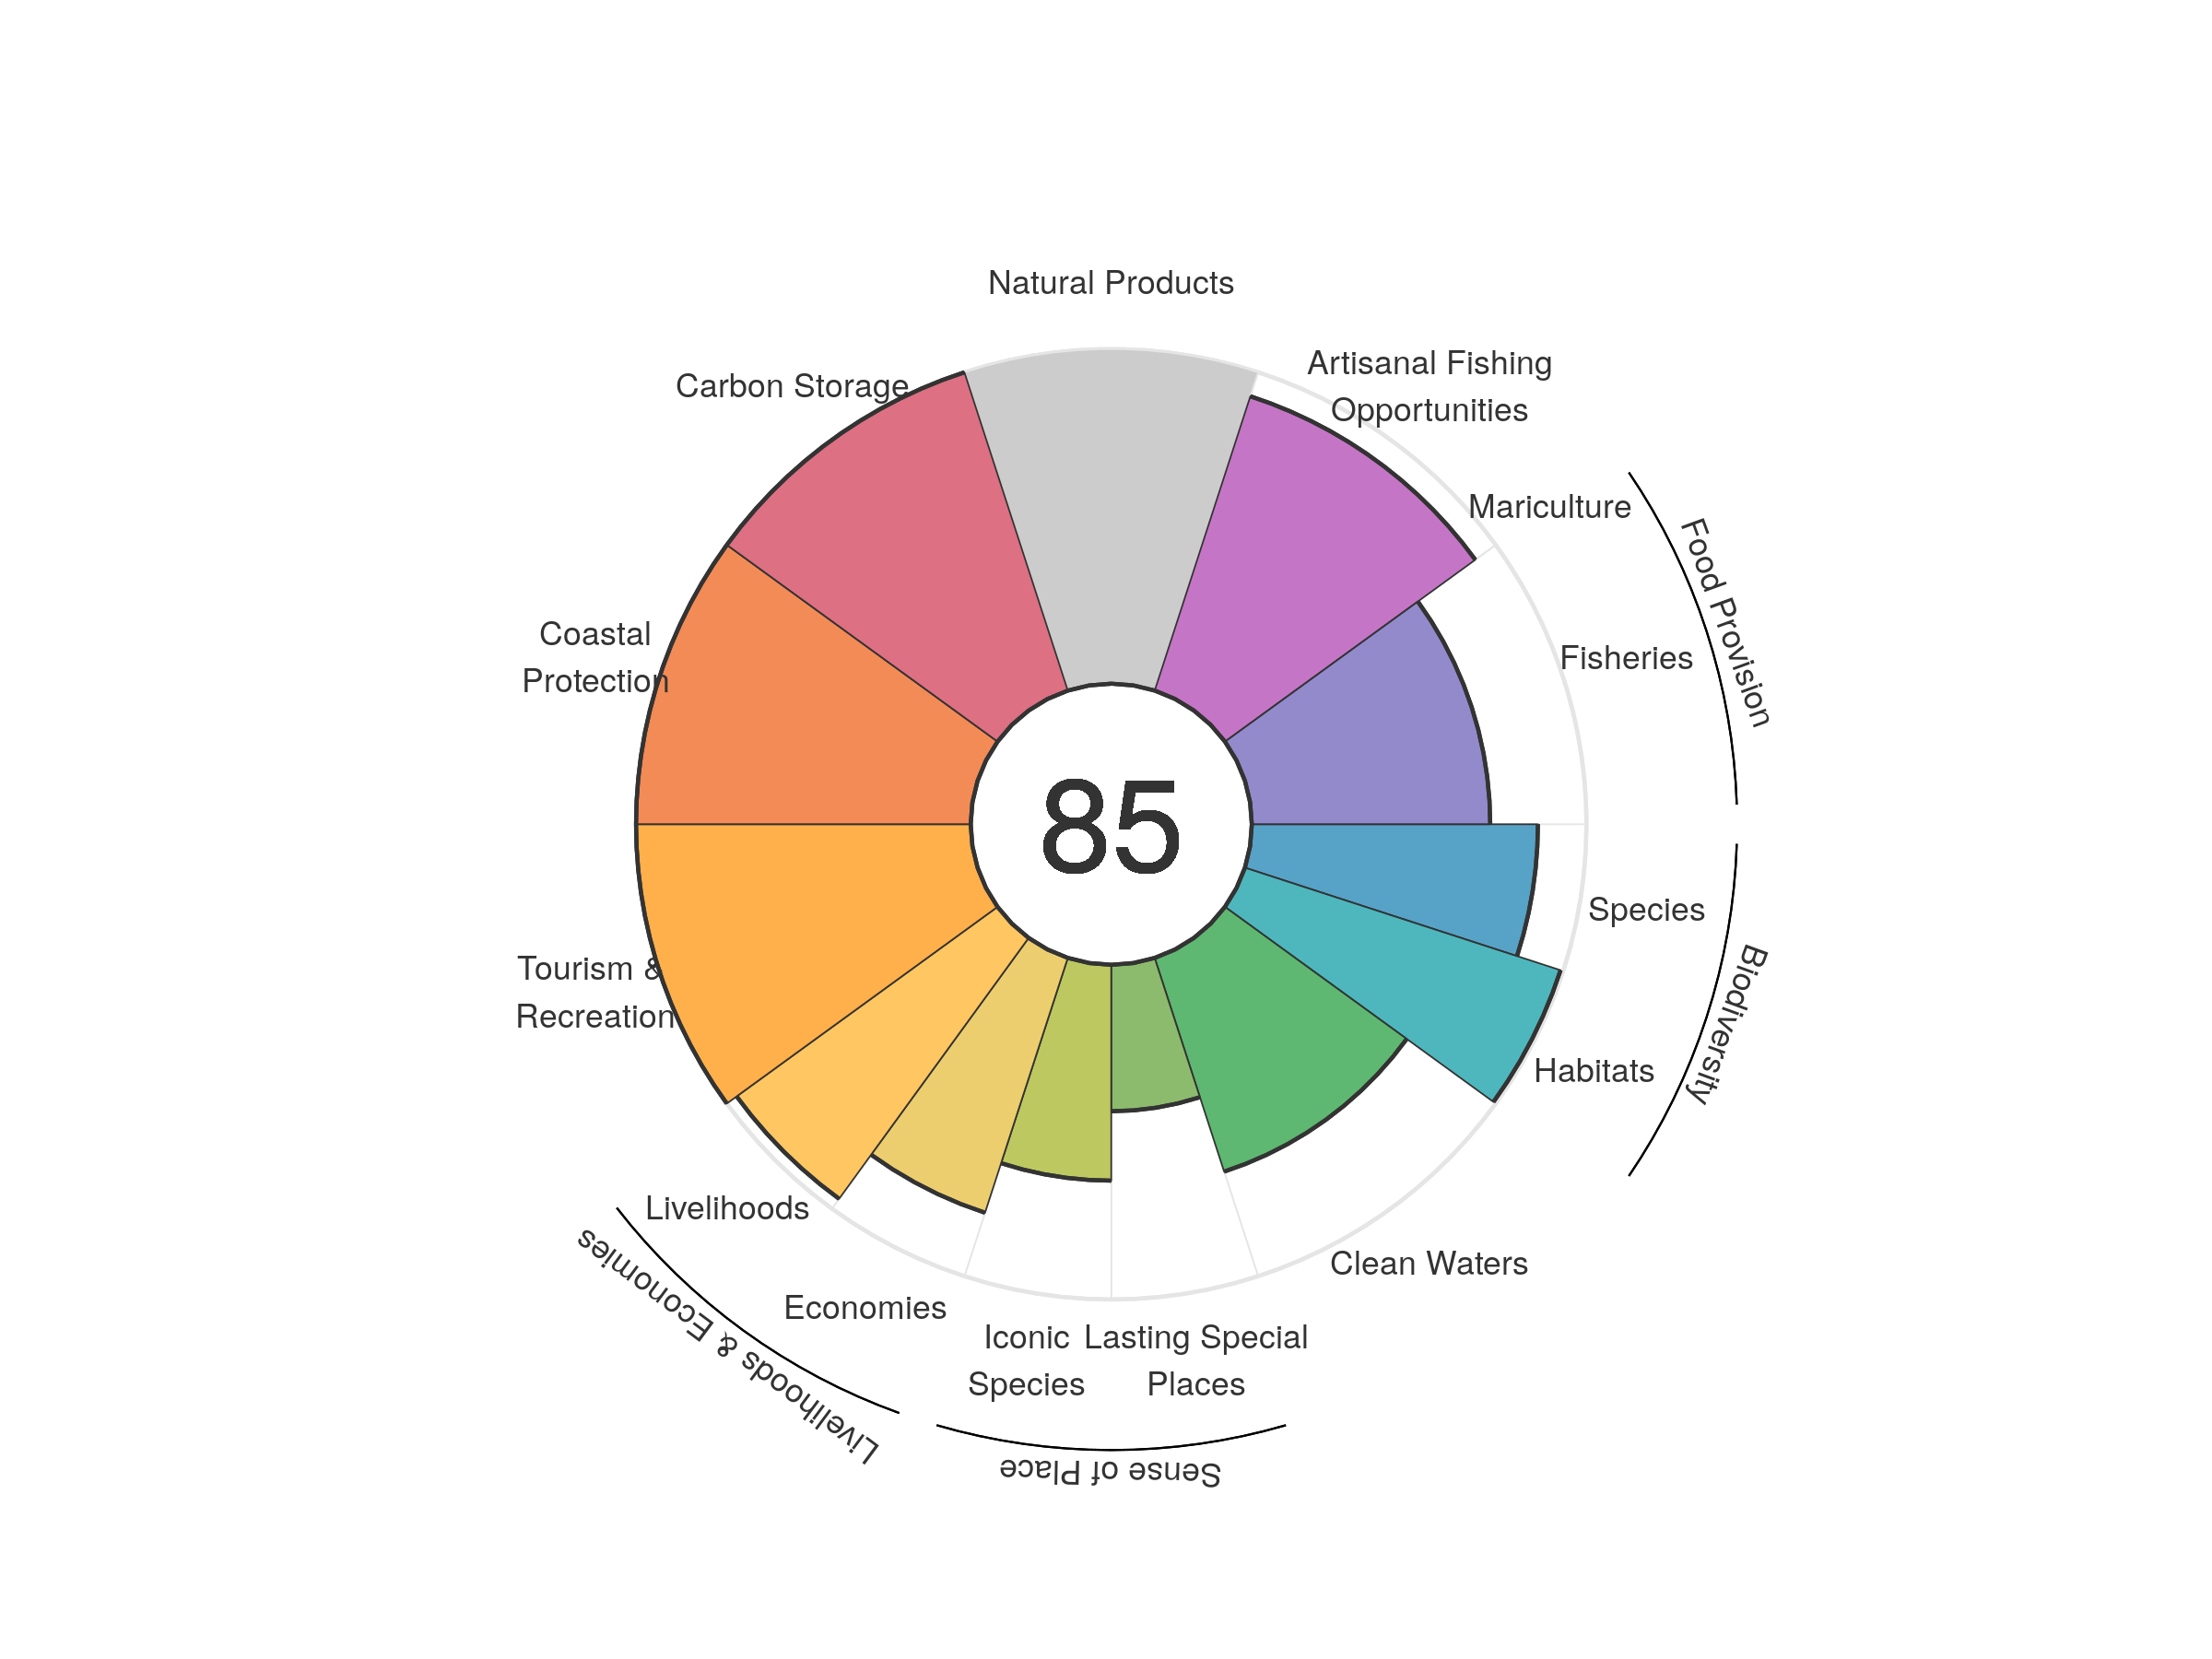 Natural Products
Artisanal Fishing
Opportunities
Carbon Storage
Mariculture
Food Provision
Fisheries
Coastal
Protection
85
Species
Biodiversity
Tourism &
Recreation
Habitats
Livelihoods
Livelihoods & Economies
Clean Waters
Economies
Iconic
Species
Lasting Special
Places
Sense of Place